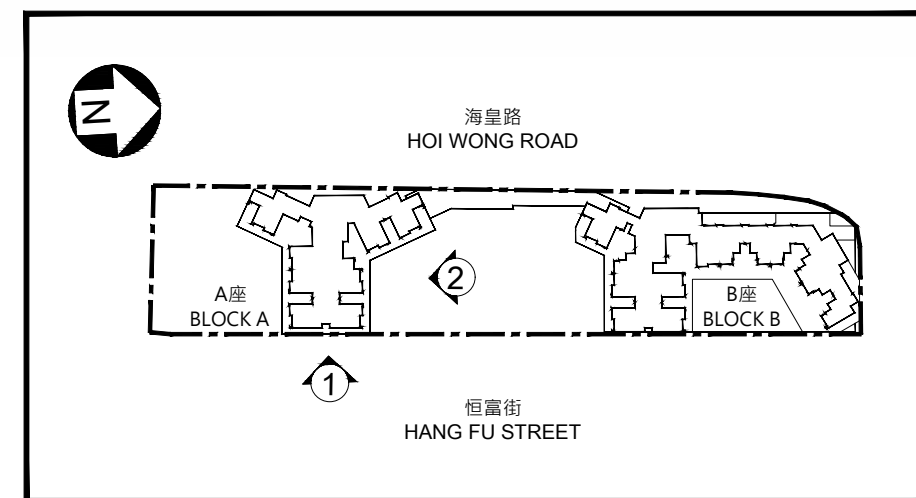 N
海皇路
HOI WONG ROAD
2
A座
BLOCK A
B座
BLOCK B
1
恒富街
HANG FU STREET